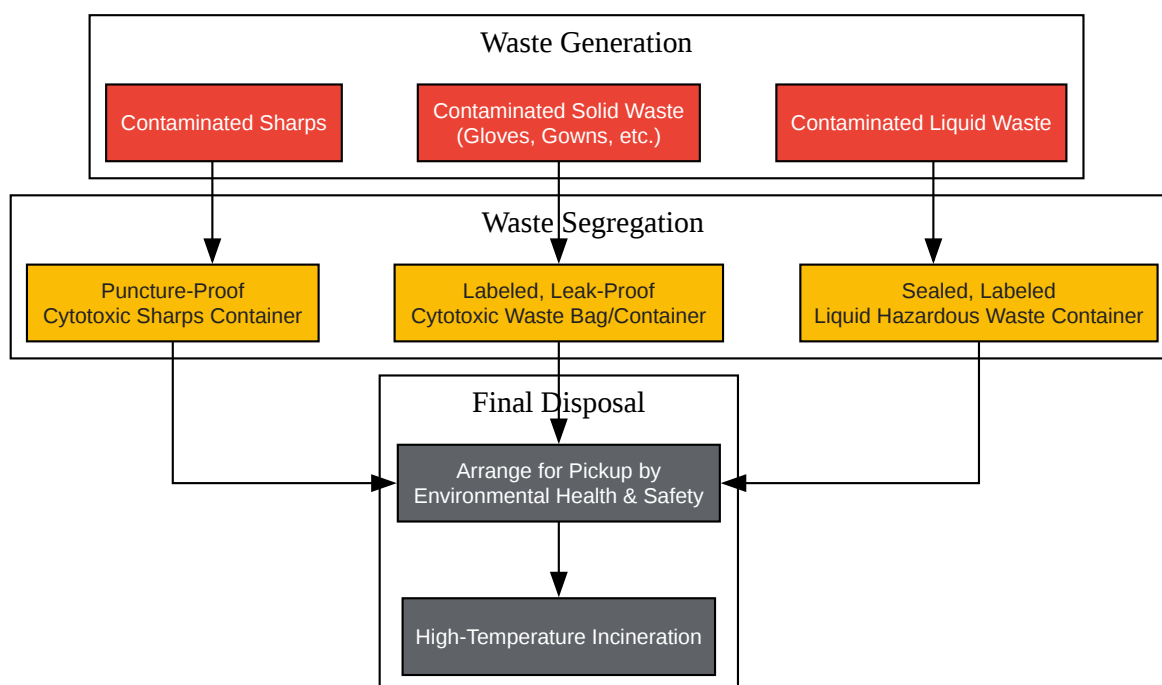 Waste Generation
Contaminated Sharps
Contaminated Solid Waste
(Gloves, Gowns, etc.)
Contaminated Liquid Waste
Waste Segregation
Puncture-Proof
Cytotoxic Sharps Container
Labeled, Leak-Proof
Cytotoxic Waste Bag/Container
Sealed, Labeled
Liquid Hazardous Waste Container
Final Disposal
Arrange for Pickup by
Environmental Health & Safety
High-Temperature Incineration